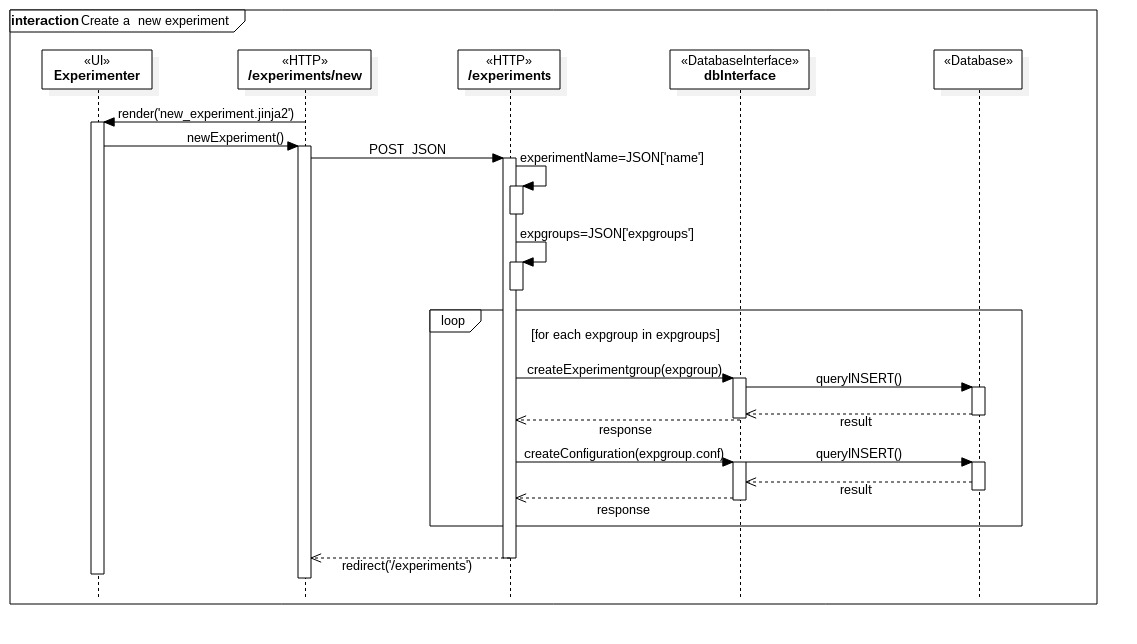 interaction Create a  new experiment
«UI»
Experimenter
«HTTP»
/experiments/new
«HTTP»
/experiments
«DatabaseInterface»
dbInterface
«Database»
render('new_experiment.jinja2')
newExperiment()
POST  JSON
experimentName=JSON['name']
expgroups=JSON['expgroups']
loop
[for each expgroup in expgroups]
createExperimentgroup(expgroup)
queryINSERT()
result
response
createConfiguration(expgroup.conf)
queryINSERT()
result
response
redirect('/experiments')